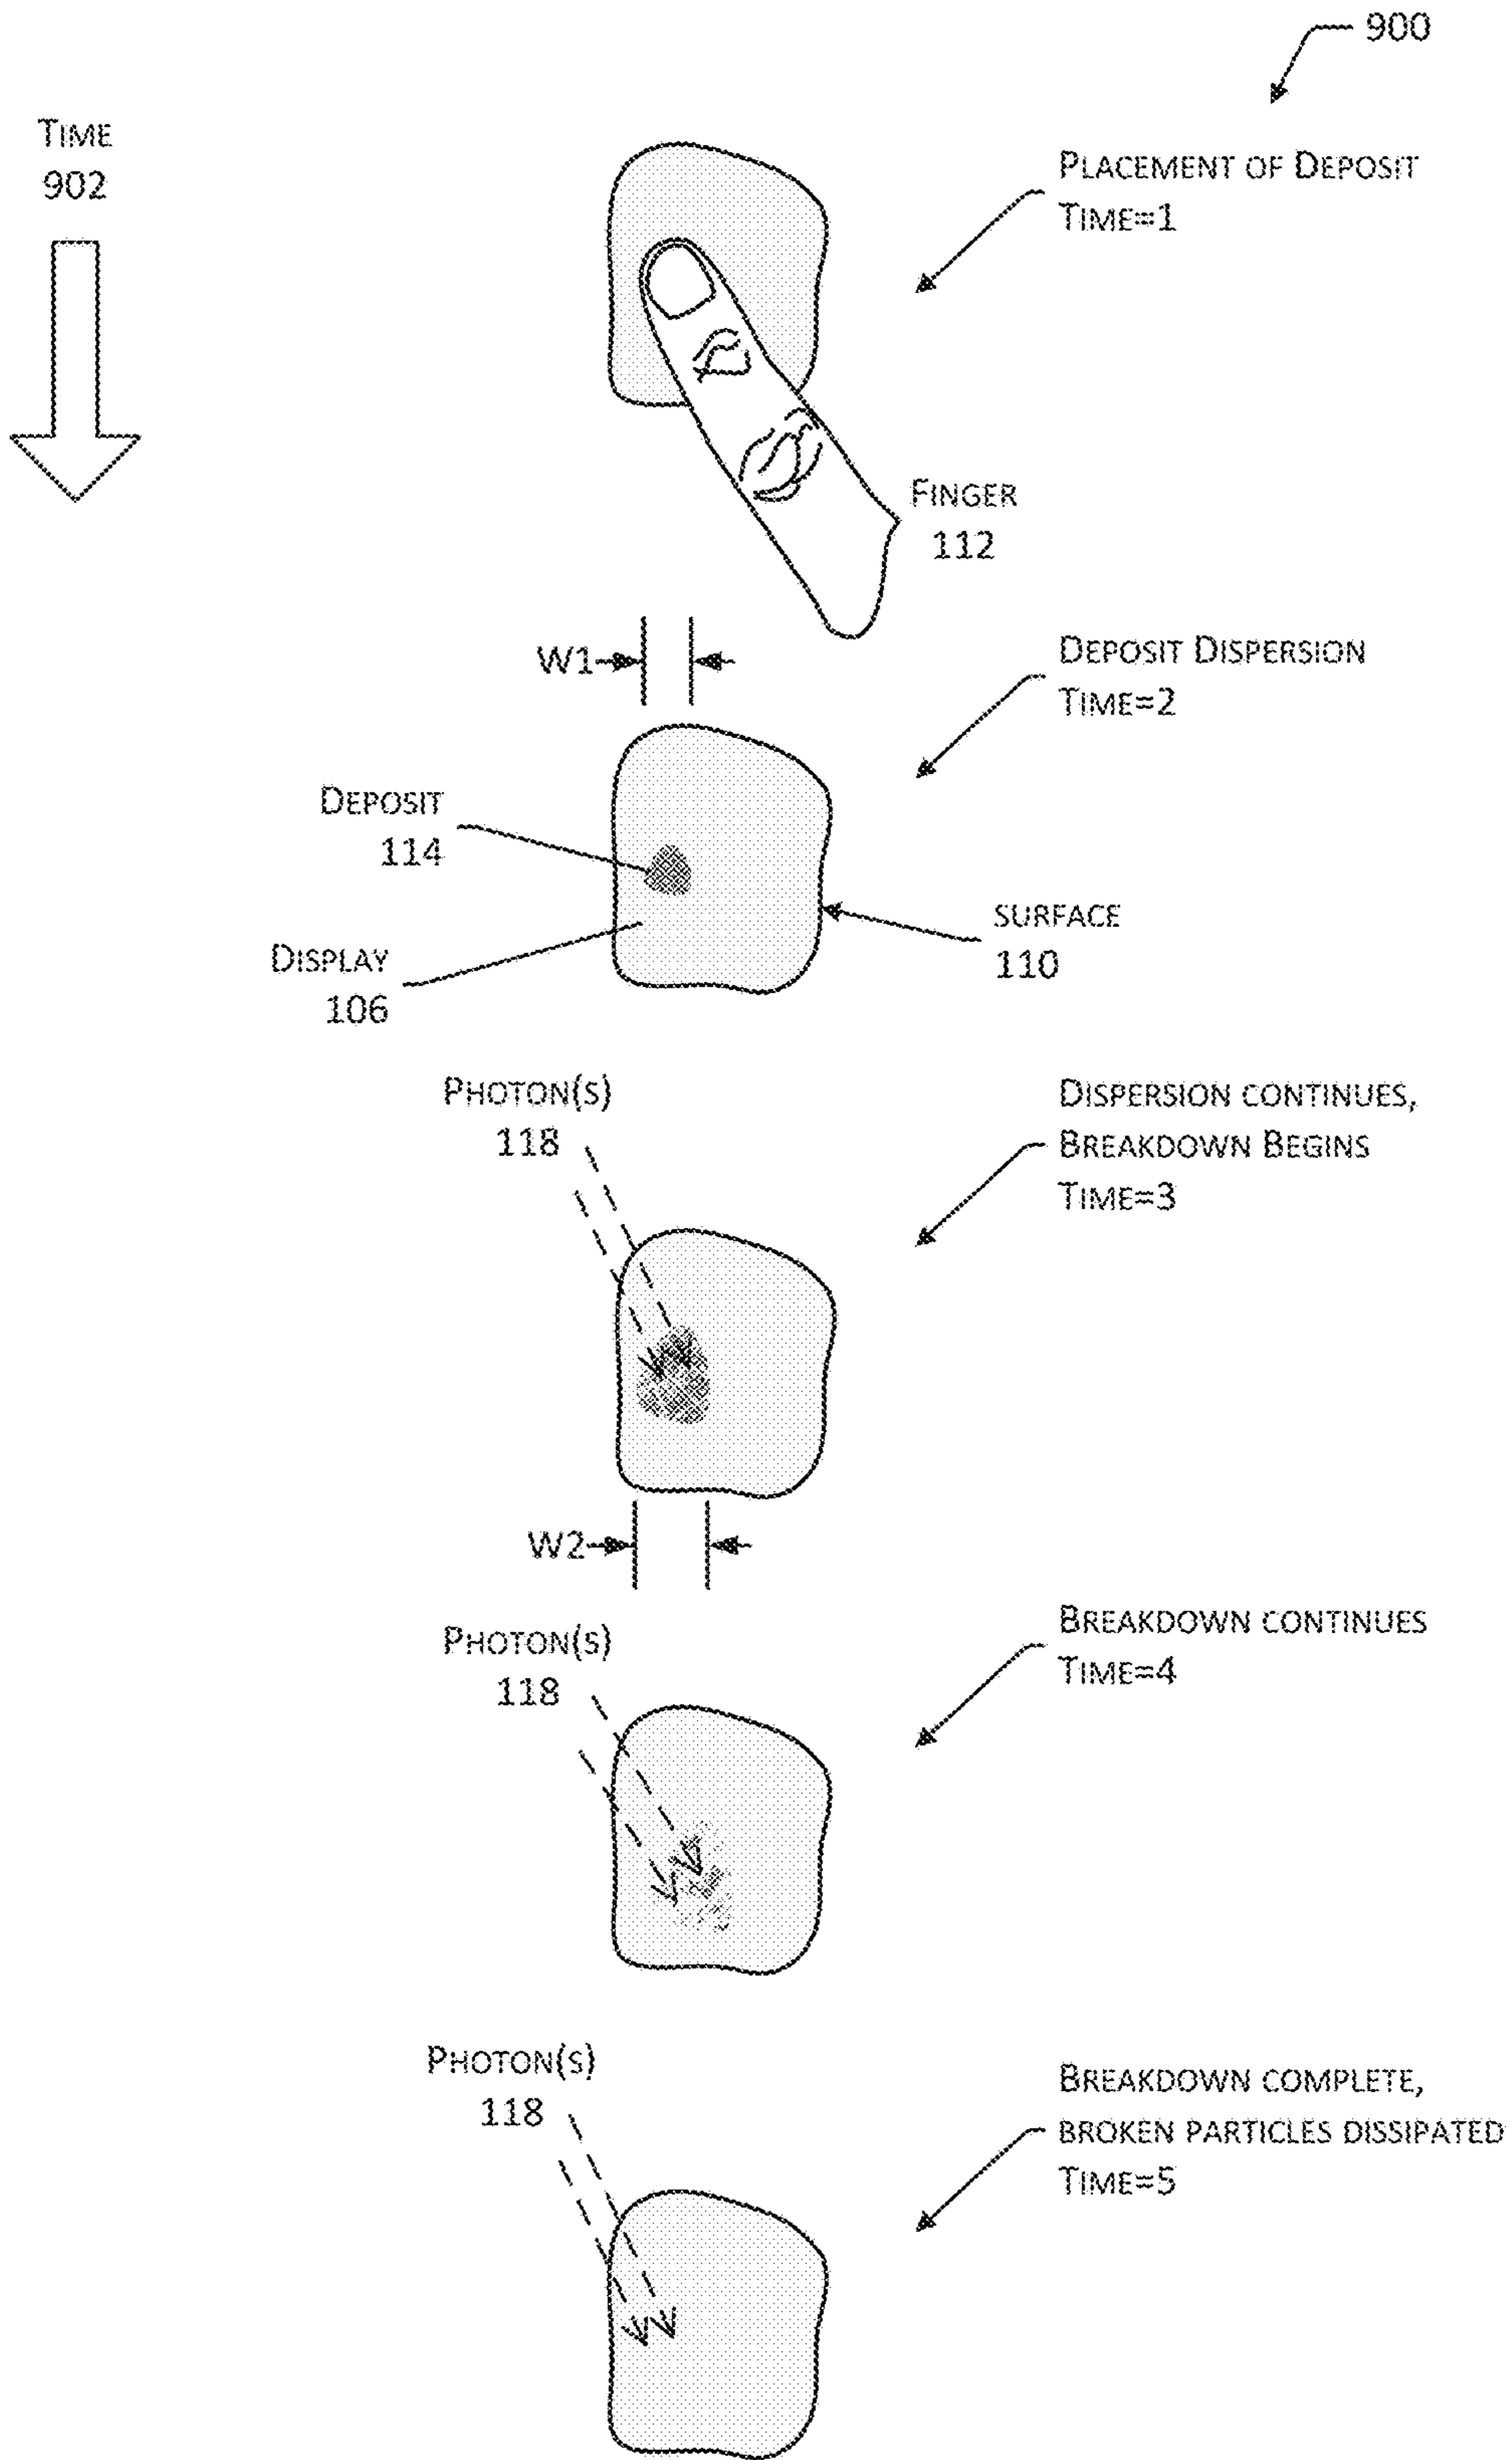 900
TIME
902
PLACEMENT OF DEPOSIT
TIME=1
FINGER
112
W1
DEPOSIT DISPERSION
TIME=2
DEPOSIT
114
SURFACE
110
DISPLAY
106
PHOTON(S)
118
DISPERSION CONTINUES,
BREAKDOWN BEGINS
TIME=3
W2
PHOTON(S)
118
BREAKDOWN CONTINUES
TIME=4
PHOTON(S)
118
BREAKDOWN COMPLETE,
BROKEN PARTICLES DISSIPATED
TIME=5